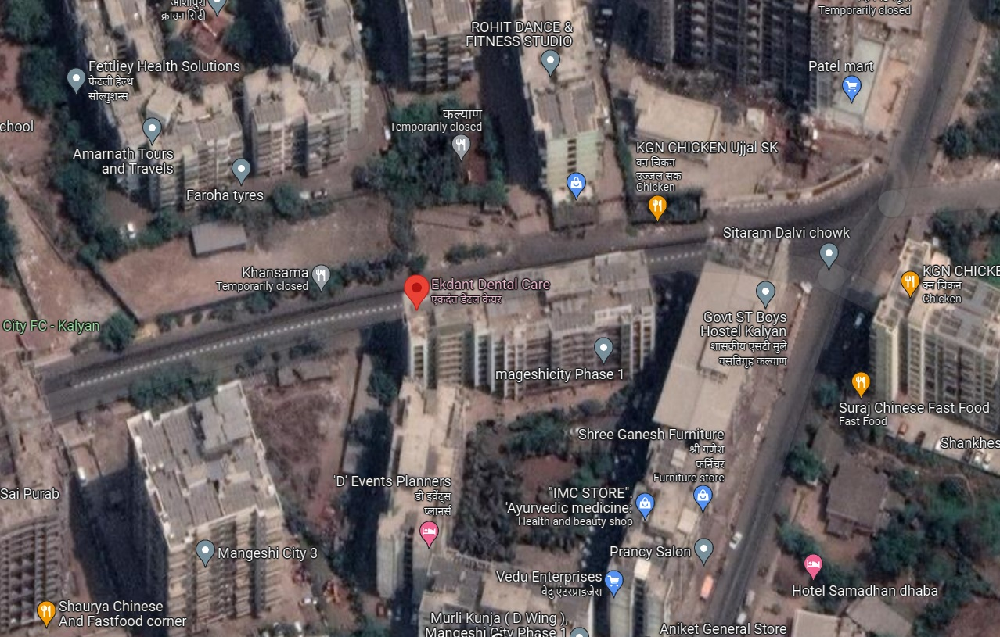 क्राउन सिटी
Temporarily closed
ROHIT DANCE &
FITNESS STUDIO
Fettliey Health Solutions
फेटली हेल्थ
सोल्युशन्स
Patel mart
chool
कल्याण
Temporarily closed
Amarnath Tours
and Travels
KGN CHICKEN Ujjal SK
क्न चिकन
उज्जल सक
Chicken
Faroha tyres
Sitaram Dalvi chowk
Khansama
Temporarily closed
Ekdant Dental Care
एकदंत डेंटल केयर
KGN CHICKE
क्न चिकन
Chicken
City FC - Kalyan
Govt ST Boys
Hostel Kalyan
शासकीय एसटी मुले
वसतिगृह कल्याण
mageshicity Phase 1
Suraj Chinese Fast Food
Fast Food
Shree Ganesh Furniture
श्री गणेश
फर्निचर
Furniture store
Shankhes
'D' Events Planners
डी इवेंट्स
प्लानर्स
Sai Purab
"IMC STORE".
'Ayurvedic medicine:
Health and beauty shop
Mangeshi City 3
Prancy Salon
Vedu Enterprises
वेदु एंटरप्राइजेस
Hotel Samadhan dhaba
Shaurya Chinese
And Fastfood corner
Murli Kunja ( D Wing ),
Mangeshi City Phase 1
Aniket General Store